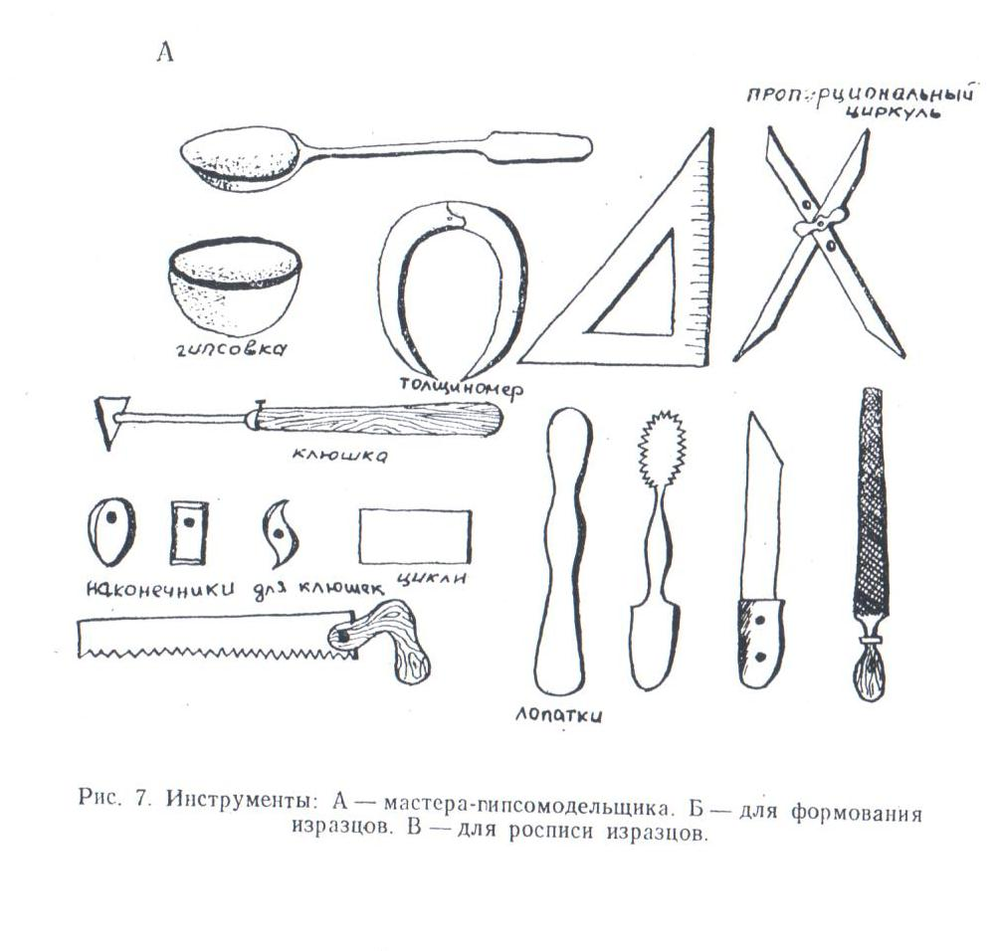 А
пропорциональный
циркуль
гипсовка
толщиномер
клюшка
наконечники для клюшек
цикли
лопатки
Рис. 7. Инструменты: А — мастера-гипсомодельщика. Б — для формования
изразцов. В — для росписи изразцов.